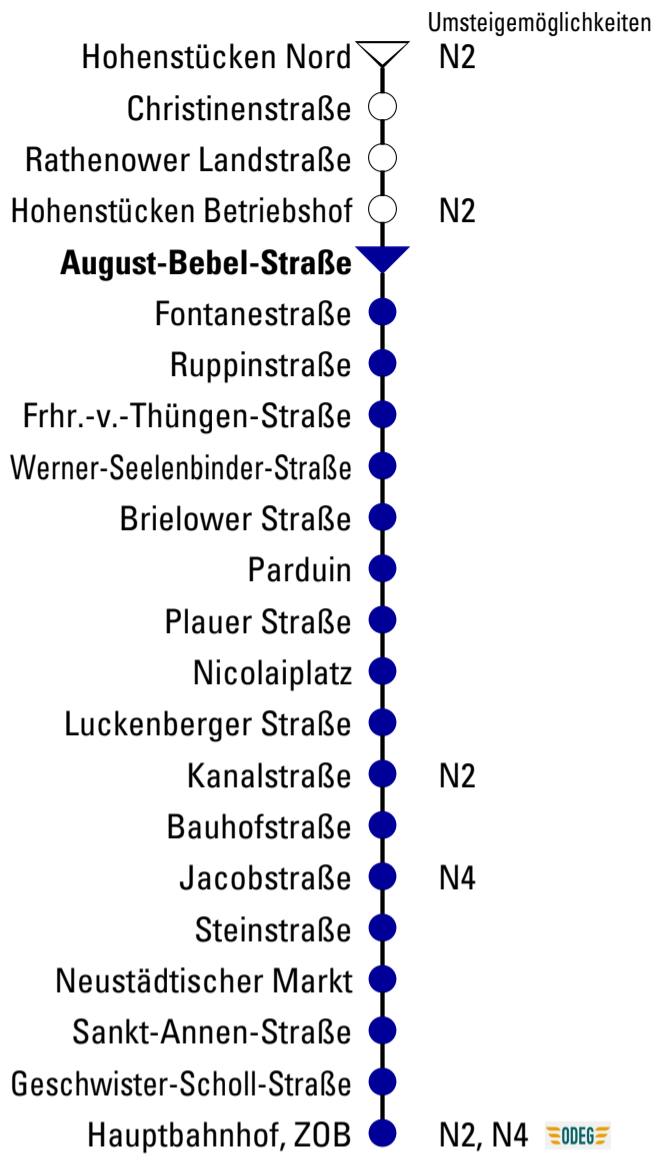 Umsteigemöglichkeiten
Hohenstücken Nord N2
Christinenstraße
Rathenower Landstraße
Hohenstücken Betriebshof N2
August-Bebel-Straße
Fontanestraße
Ruppinstraße
Frhr.-v.-Thüngen-Straße
Werner-Seelenbinder-Straße
Brielower Straße
Parduin
Plauer Straße
Nicolaiplatz
Luckenberger Straße
Kanalstraße N2
Bauhofstraße
Jacobstraße N4
Steinstraße
Neustädtischer Markt
Sankt-Annen-Straße
Geschwister-Scholl-Straße
Hauptbahnhof, ZOB N2, N4 ODEG